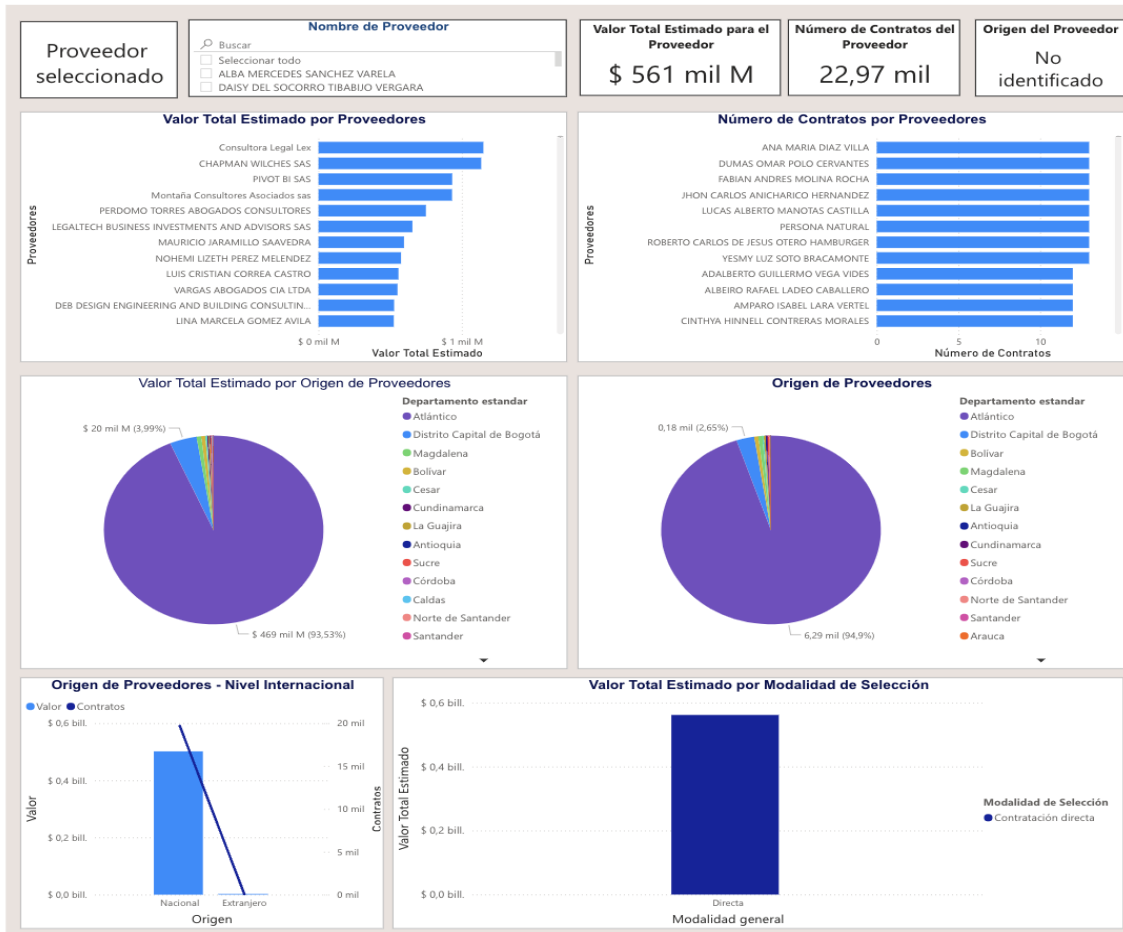 Proveedor
seleccionado
Nombre de Proveedor
Buscar
Seleccionar todo
ALBA MERCEDES SANCHEZ VARELA
DAISY DEL SOCORRO TIBABIJO VERGARA
Valor Total Estimado para el
Proveedor
$ 561 mil M
Número de Contratos del
Proveedor
22,97 mil
Origen del Proveedor
No
identificado
Valor Total Estimado por Proveedores
Proveedores
Consultora Legal Lex
CHAPMAN WILCHES SAS
PIVOT BI SAS
Montaña Consultores Asociados sas
PERDOMO TORRES ABOGADOS CONSULTORES
LEGALTECH BUSINESS INVESTMENTS AND ADVISORS SAS
MAURICIO JARAMILLO SAAVEDRA
NOHEMI LIZETH PEREZ MELENDEZ
LUIS CRISTIAN CORREA CASTRO
VARGAS ABOGADOS CIA LTDA
DEB DESIGN ENGINEERING AND BUILDING CONSULTIN...
LINA MARCELA GOMEZ AVILA
$ 0 mil M
$ 1 mil M
Valor Total Estimado
Número de Contratos por Proveedores
Proveedores
ANA MARIA DIAZ VILLA
DUMAS OMAR POLO CERVANTES
FABIAN ANDRES MOLINA ROCHA
JHON CARLOS ANICHARICO HERNANDEZ
LUCAS ALBERTO MANOTAS CASTILLA
PERSONA NATURAL
ROBERTO CARLOS DE JESUS OTERO HAMBURGER
YESMY LUZ SOTO BRACAMONTE
ADALBERTO GUILLERMO VEGA VIDES
ALBEIRO RAFAEL LADEO CABALLERO
AMPARO ISABEL LARA VERTEL
CINTHYA HINNELL CONTRERAS MORALES
0
5
10
Número de Contratos
Valor Total Estimado por Origen de Proveedores
$ 20 mil M (3,99%)
$ 469 mil M (93,53%)
Departamento estandar
Atlántico
Distrito Capital de Bogotá
Magdalena
Bolívar
Cesar
Cundinamarca
La Guajira
Antioquia
Sucre
Córdoba
Caldas
Norte de Santander
Santander
Origen de Proveedores
0,18 mil (2,65%)
6,29 mil (94,9%)
Departamento estandar
Atlántico
Distrito Capital de Bogotá
Bolívar
Magdalena
Cesar
La Guajira
Antioquia
Cundinamarca
Sucre
Córdoba
Norte de Santander
Santander
Arauca
Origen de Proveedores - Nivel Internacional
Valor
Contratos
Valor
$ 0,6 bill.
$ 0,4 bill.
$ 0,2 bill.
$ 0,0 bill.
20 mil
15 mil
10 mil
5 mil
0 mil
Contratos
Nacional
Extranjero
Origen
Valor Total Estimado por Modalidad de Selección
Valor Total Estimado
$ 0,6 bill.
$ 0,4 bill.
$ 0,2 bill.
$ 0,0 bill.
Directa
Modalidad general
Modalidad de Selección
Contratación directa